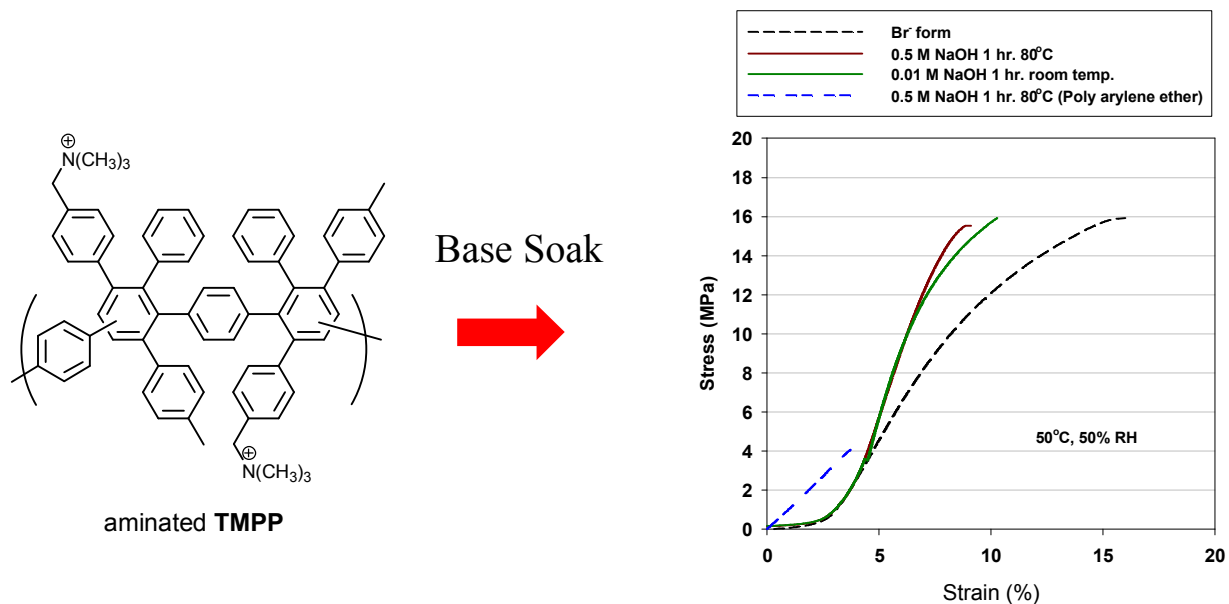 N(CH₃)₃
⊕
N(CH₃)₃
⊕
aminated TMPP
Base Soak
Br⁻ form
0.5 M NaOH 1 hr. 80°C
0.01 M NaOH 1 hr. room temp.
0.5 M NaOH 1 hr. 80°C (Poly arylene ether)
Stress (MPa)
20
18
16
14
12
10
8
6
4
2
0
50°C, 50% RH
0 5 10 15 20
Strain (%)